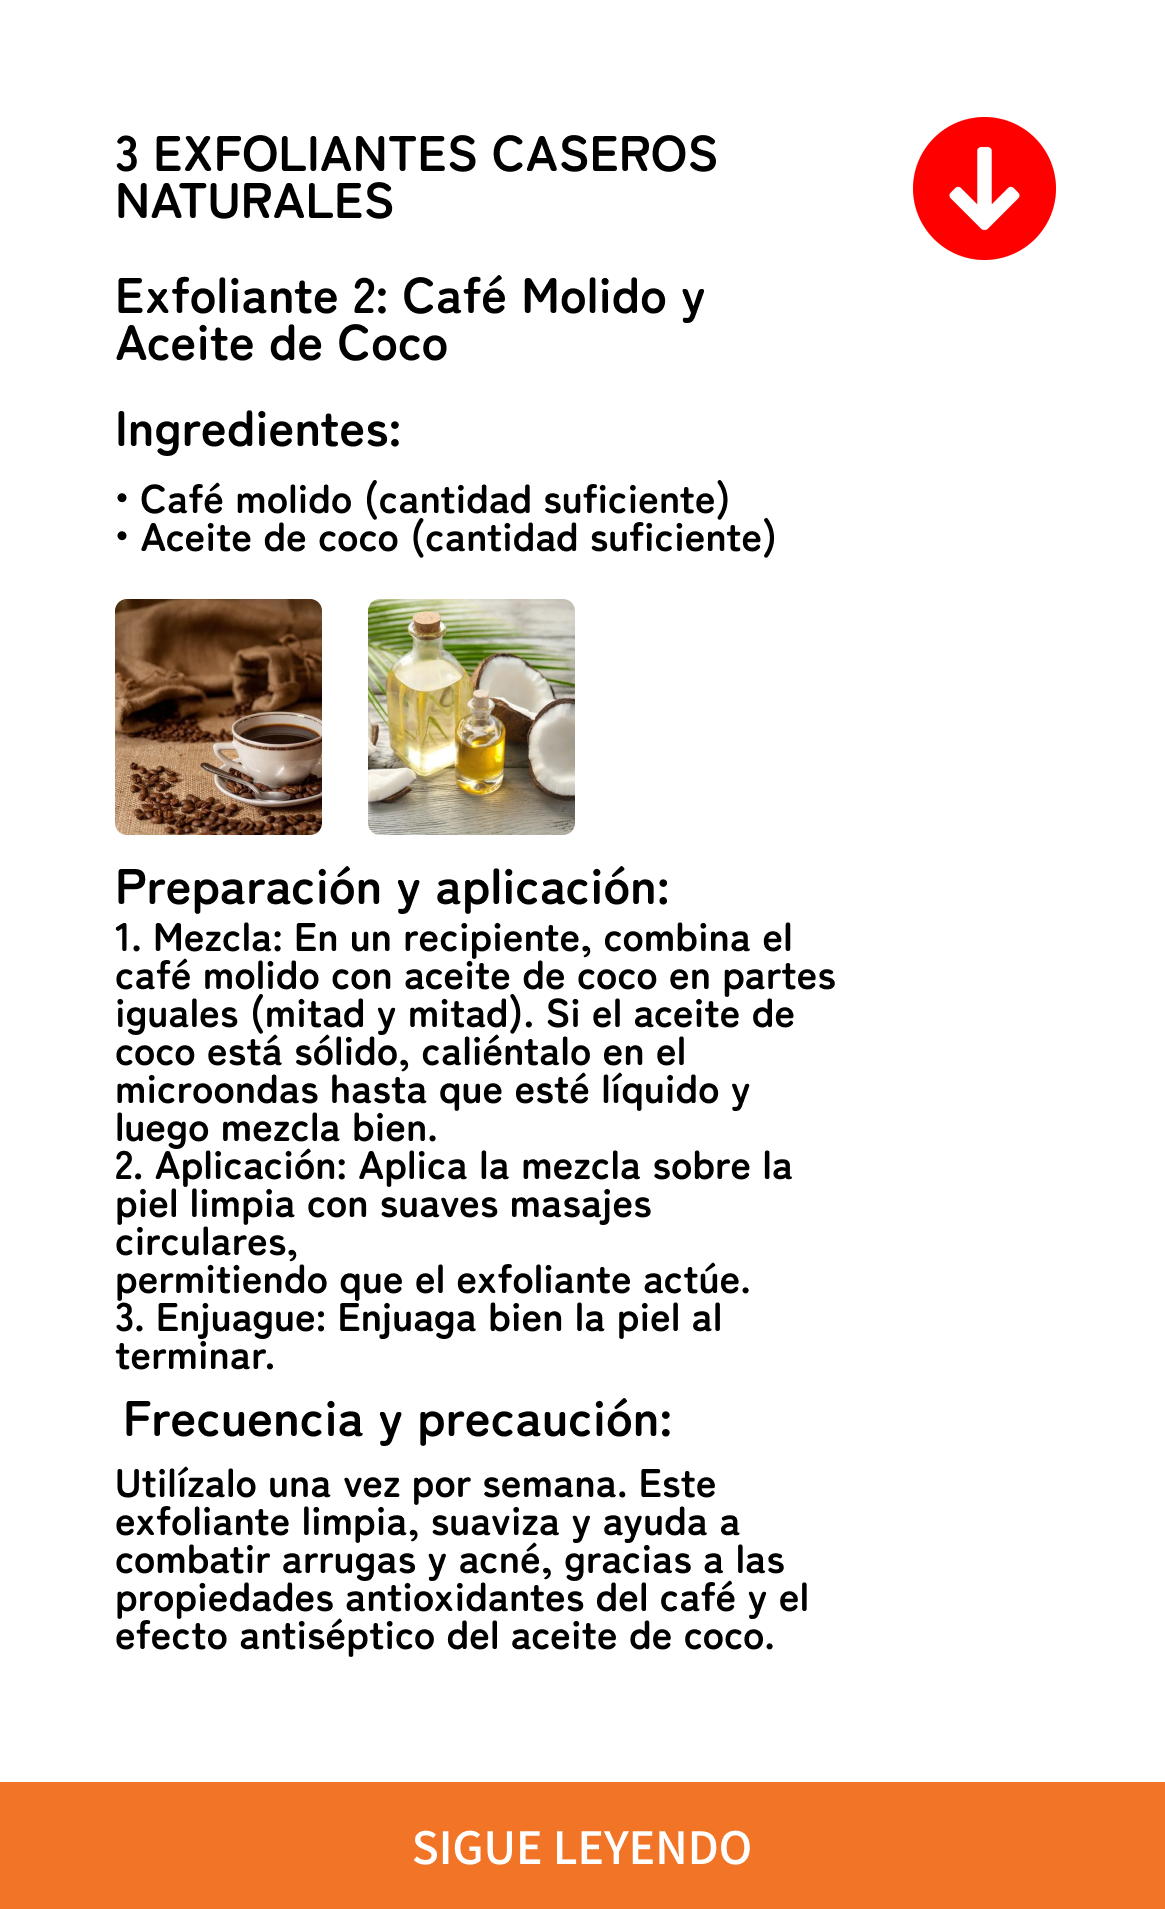 3 EXFOLIANTES CASEROS
NATURALES
Exfoliante 2: Café Molido y
Aceite de Coco
Ingredientes:
• Café molido (cantidad suficiente)
• Aceite de coco (cantidad suficiente)
Preparación y aplicación:
1. Mezcla: En un recipiente, combina el
café molido con aceite de coco en partes
iguales (mitad y mitad). Si el aceite de
coco está sólido, caliéntalo en el
microondas hasta que esté líquido y
luego mezcla bien.
2. Aplicación: Aplica la mezcla sobre la
piel limpia con suaves masajes
circulares,
permitiendo que el exfoliante actúe.
3. Enjuague: Enjuaga bien la piel al
terminar.
Frecuencia y precaución:
Utilízalo una vez por semana. Este
exfoliante limpia, suaviza y ayuda a
combatir arrugas y acné, gracias a las
propiedades antioxidantes del café y el
efecto antiséptico del aceite de coco.
SIGUE LEYENDO